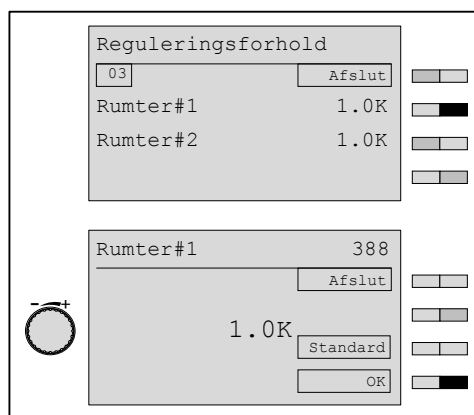 Reguleringsforhold
03 Afslut
Rumter#1 1.0K
Rumter#2 1.0K
Rumter#1 388
Afslut
- +
1.0K
Standard
OK